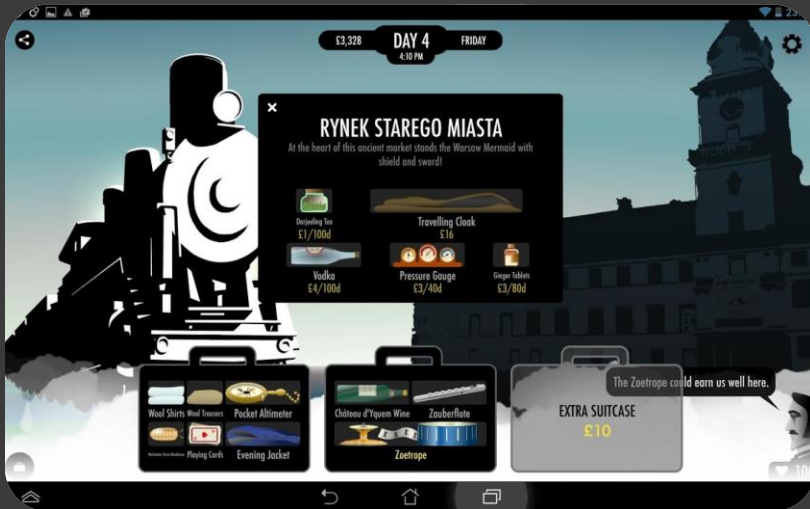 23
£3,328
DAY 4
FRIDAY
4:10 PM
RYNEK STAREGO MIASTA
At the heart of this ancient market stands the Warsaw Mermaid with
shield and sword!
Darjeeling Tea
£1/100d
Travelling Cloak
£16
Vodka
£4/100d
Pressure Gauge
£3/40d
Ginger Tablets
£3/80d
The Zoetrope could earn us well here.
Wool Shirts
Wool Trousers
Pocket Altimeter
Playing Cards
Evening Jacket
Château d'Yquem Wine
Zauberflote
Zoetrope
EXTRA SUITCASE
£10